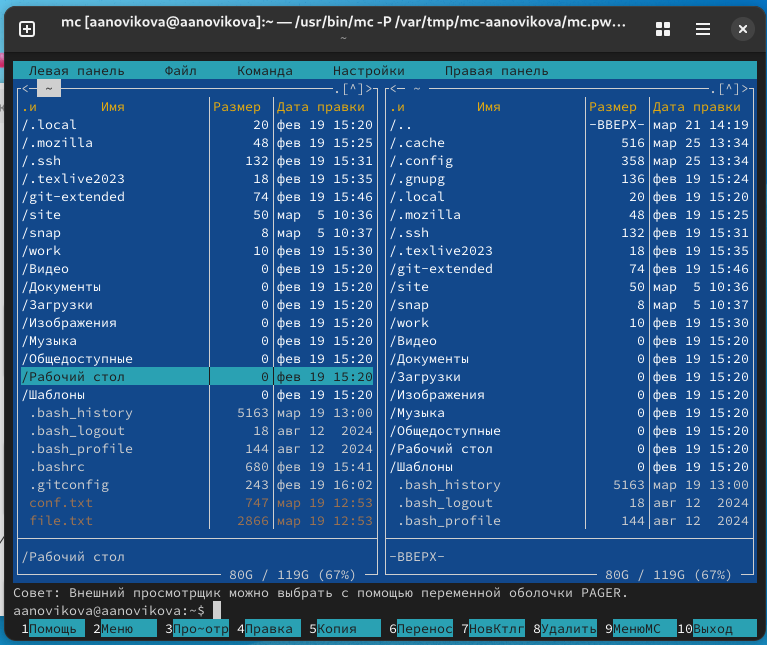 mc [aanovikova@aanovikova]:~ — /usr/bin/mc -P /var/tmp/mc-aanovikova/mc.pw…
~
Левая панель Файл Команда Настройки Правая панель
<─ ~ .[^]> <─ ~ .[^]>
.и Имя Размер Дата правки .и Имя Размер Дата правки
/.local 20 фев 19 15:20 /.. -ВВЕРХ- мар 21 14:19
/.mozilla 48 фев 19 15:25 /.cache 516 мар 25 13:34
/.ssh 132 фев 19 15:31 /.config 358 мар 25 13:34
/.texlive2023 18 фев 19 15:35 /.gnupg 136 фев 19 15:24
/git-extended 74 фев 19 15:46 /.local 20 фев 19 15:20
/site 50 мар 5 10:36 /.mozilla 48 фев 19 15:25
/snap 8 мар 5 10:37 /.ssh 132 фев 19 15:31
/work 10 фев 19 15:30 /.texlive2023 18 фев 19 15:35
/Видео 0 фев 19 15:20 /git-extended 74 фев 19 15:46
/Документы 0 фев 19 15:20 /site 50 мар 5 10:36
/Загрузки 0 фев 19 15:20 /snap 8 мар 5 10:37
/Изображения 0 фев 19 15:20 /work 10 фев 19 15:30
/Музыка 0 фев 19 15:20 /Видео 0 фев 19 15:20
/Общедоступные 0 фев 19 15:20 /Документы 0 фев 19 15:20
/Рабочий стол 0 фев 19 15:20 /Загрузки 0 фев 19 15:20
/Шаблоны 0 фев 19 15:20 /Изображения 0 фев 19 15:20
.bash_history 5163 мар 19 13:00 /Музыка 0 фев 19 15:20
.bash_logout 18 авг 12 2024 /Общедоступные 0 фев 19 15:20
.bash_profile 144 авг 12 2024 /Рабочий стол 0 фев 19 15:20
.bashrc 680 фев 19 15:41 /Шаблоны 0 фев 19 15:20
.gitconfig 243 фев 19 16:02 .bash_history 5163 мар 19 13:00
conf.txt 747 мар 19 12:53 .bash_logout 18 авг 12 2024
file.txt 2866 мар 19 12:53 .bash_profile 144 авг 12 2024
/Рабочий стол -ВВЕРХ-
80G / 119G (67%) 80G / 119G (67%)
Совет: Внешний просмотрщик можно выбрать с помощью переменной оболочки PAGER.
aanovikova@aanovikova:~$
1Помощь 2Меню 3Про~отр 4Правка 5Копия 6Перенос 7НовКтлг 8Удалить 9МенюMC 10Выход